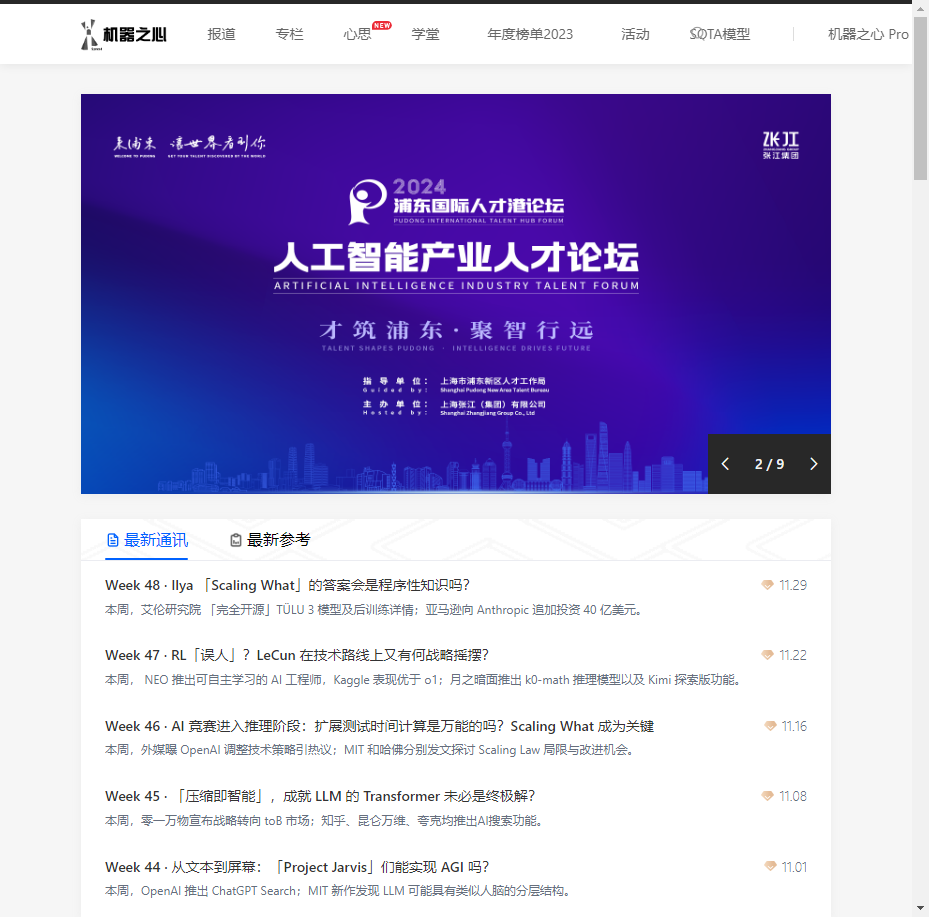 机器之心
报道
专栏
心思
NEW
学堂
年度榜单2023
活动
SOTA模型
机器之心 Pro
来浦东 让世界看到你
WELCOME TO PUDONG GET YOUR TALENT DISCOVERED BY THE WORLD
张江集团
2024
浦东国际人才港论坛
PUDONG INTERNATIONAL TALENT HUB FORUM
人工智能产业人才论坛
ARTIFICIAL INTELLIGENCE INDUSTRY TALENT FORUM
才筑浦东·聚智行远
TALENT SHAPES PUDONG · INTELLIGENCE DRIVES FUTURE
指导单位： 上海市浦东新区人才工作局
Guided by: Shanghai Pudong New Area Talent Bureau
主办单位： 上海张江（集团）有限公司
Hosted by: Shanghai Zhangjiang Group Co., Ltd
2 / 9
最新通讯
最新参考
Week 48 · Ilya 「Scaling What」的答案会是程序性知识吗？
11.29
本周，艾伦研究院 「完全开源」TÜLU 3 模型及后训练详情；亚马逊向 Anthropic 追加投资 40 亿美元。
Week 47 · RL「误人」？LeCun 在技术路线上又有何战略摇摆？
11.22
本周， NEO 推出可自主学习的 AI 工程师，Kaggle 表现优于 o1；月之暗面推出 k0-math 推理模型以及 Kimi 探索版功能。
Week 46 · AI 竞赛进入推理阶段：扩展测试时间计算是万能的吗？Scaling What 成为关键
11.16
本周，外媒曝 OpenAI 调整技术策略引热议；MIT 和哈佛分别发文探讨 Scaling Law 局限与改进机会。
Week 45 · 「压缩即智能」，成就 LLM 的 Transformer 未必是终极解？
11.08
本周，零一万物宣布战略转向 toB 市场；知乎、昆仑万维、夸克均推出AI搜索功能。
Week 44 · 从文本到屏幕：「Project Jarvis」们能实现 AGI 吗？
11.01
本周，OpenAI 推出 ChatGPT Search；MIT 新作发现 LLM 可能具有类似人脑的分层结构。